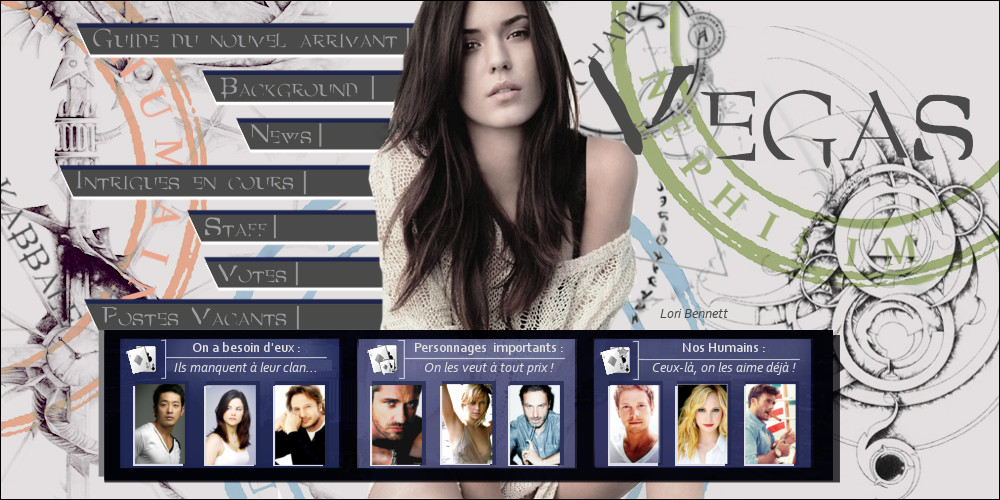 Guide du nouvel arrivant |
Background |
News |
Intrigues en cours |
Staff |
Votes |
Postes Vacants |
Vegas
Nephilim
Lori Bennett
On a besoin d'eux :
Ils manquent à leur clan...
Personnages importants :
On les veut à tout prix !
Nos Humains :
Ceux-là, on les aime déjà !